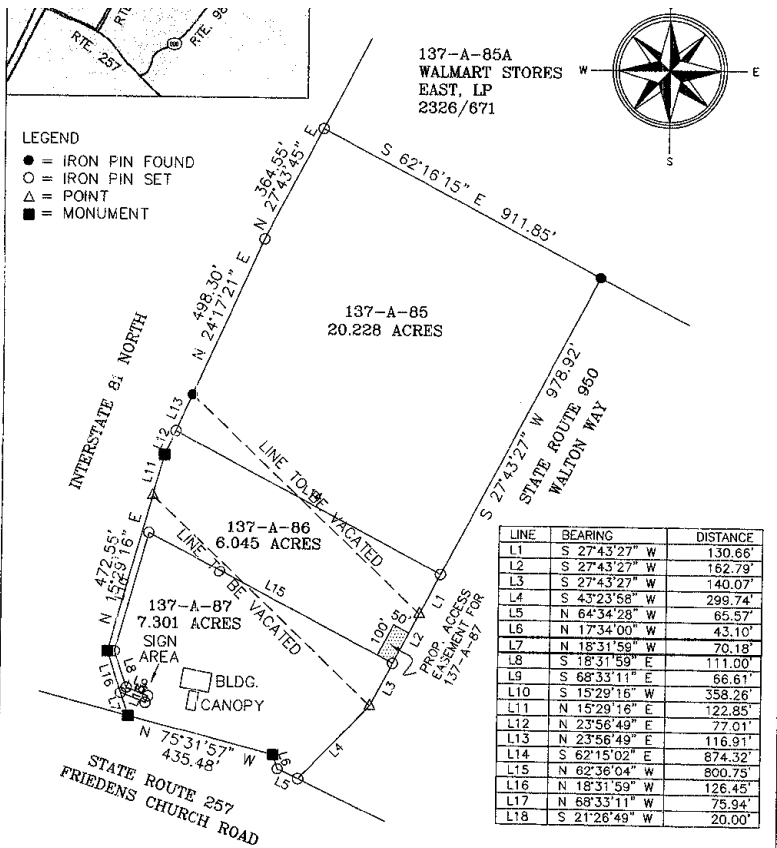 RTE. 257
RTE. 98
W
E
S
137-A-85A
WALMART STORES
EAST, LP
2326/671
LEGEND
● = IRON PIN FOUND
○ = IRON PIN SET
△ = POINT
■ = MONUMENT
364.55'
N 27°43'45" E
S 62°16'15" E 911.85'
498.30'
N 24°17'21" E
137-A-85
20.228 ACRES
S 27°43'27" W 978.92'
STATE ROUTE 950
WALTON WAY
INTERSTATE 81 NORTH
L13
L12
L11
LINE TO BE VACATED
137-A-86
6.045 ACRES
LINE TO BE VACATED
L15
472.55'
N 15°29'16" E
137-A-87
7.301 ACRES
SIGN
AREA
BLDG.
CANOPY
L8
L9
L16
L7
L1
L2
L3
L4
L5
L6
100'
50'
PROP. ACCESS
EASEMENT FOR
137-A-87
N 75°31'57" W
435.48'
STATE ROUTE 257
FRIEDENS CHURCH ROAD
LINE BEARING DISTANCE
L1 S 27°43'27" W 130.66'
L2 S 27°43'27" W 162.79'
L3 S 27°43'27" W 140.07'
L4 S 43°23'58" W 299.74'
L5 N 64°34'28" W 65.57'
L6 N 17°34'00" W 43.10'
L7 N 18°31'59" W 70.18'
L8 S 18°31'59" E 111.00'
L9 S 68°33'11" E 66.61'
L10 S 15°29'16" W 358.26'
L11 N 15°29'16" E 122.85'
L12 N 23°56'49" E 77.01'
L13 N 23°56'49" E 116.91'
L14 S 62°15'02" E 874.32'
L15 N 62°36'04" W 800.75'
L16 N 18°31'59" W 126.45'
L17 N 68°33'11" W 75.94'
L18 S 21°26'49" W 20.00'